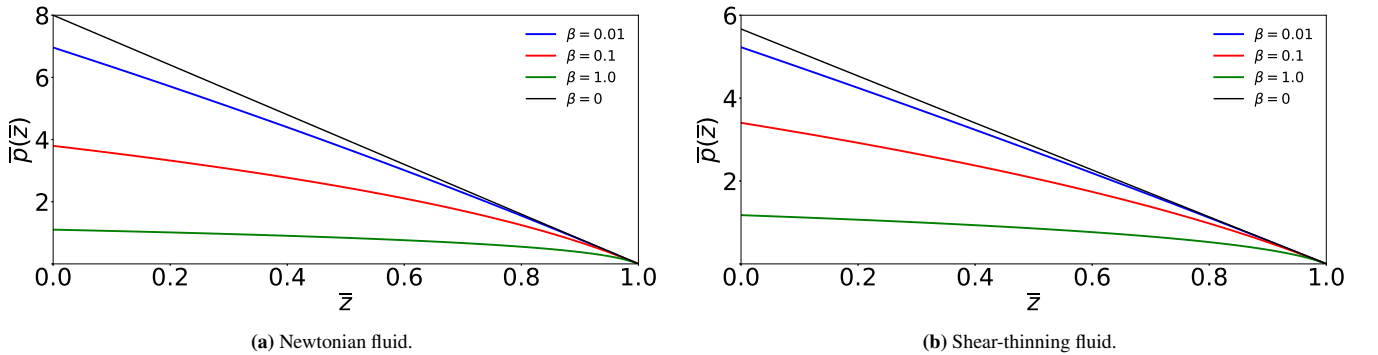 8
6
4
2
0.0 0.2 0.4 0.6 0.8 1.0
p̅(z̅)
z̅
β = 0.01
β = 0.1
β = 1.0
β = 0
(a) Newtonian fluid.
6
4
2
0.0 0.2 0.4 0.6 0.8 1.0
p̅(z̅)
z̅
β = 0.01
β = 0.1
β = 1.0
β = 0
(b) Shear-thinning fluid.